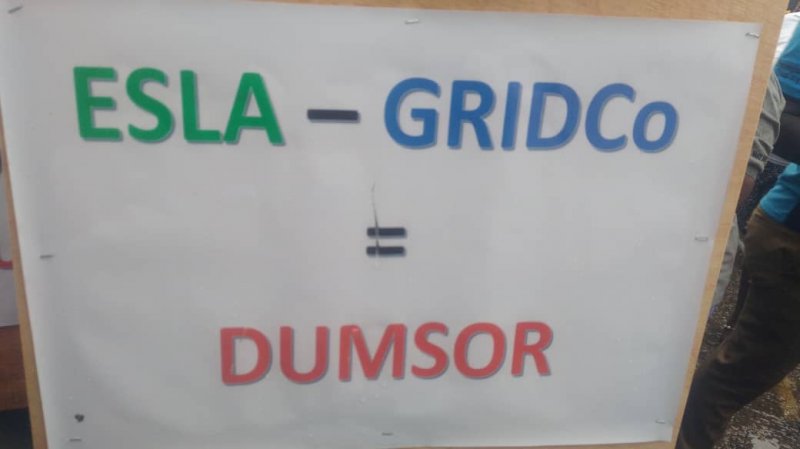 ESLA – GRIDCo
=
DUMSOR